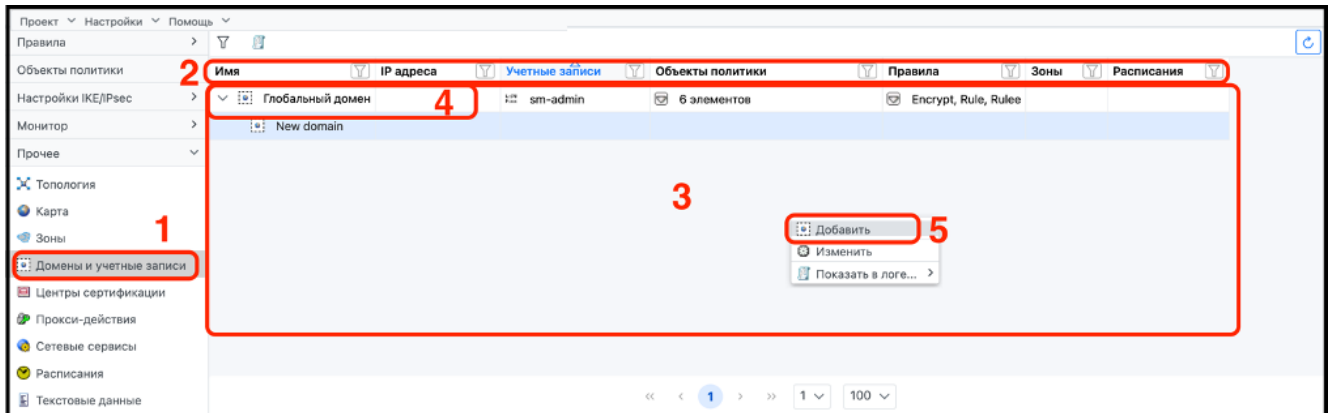 Проект Настройки Помощь
Правила
Объекты политики
Настройки IKE/IPsec
Монитор
Прочее
Топология
Карта
Зоны
Домены и учетные записи
Центры сертификации
Прокси-действия
Сетевые сервисы
Расписания
Текстовые данные
1
2
Имя IP адреса Учетные записи Объекты политики Правила Зоны Расписания
Глобальный домен 4 sm-admin 6 элементов Encrypt, Rule, Rulee
New domain
3
Добавить 5
Изменить
Показать в логе...
« < 1 > » 1 100